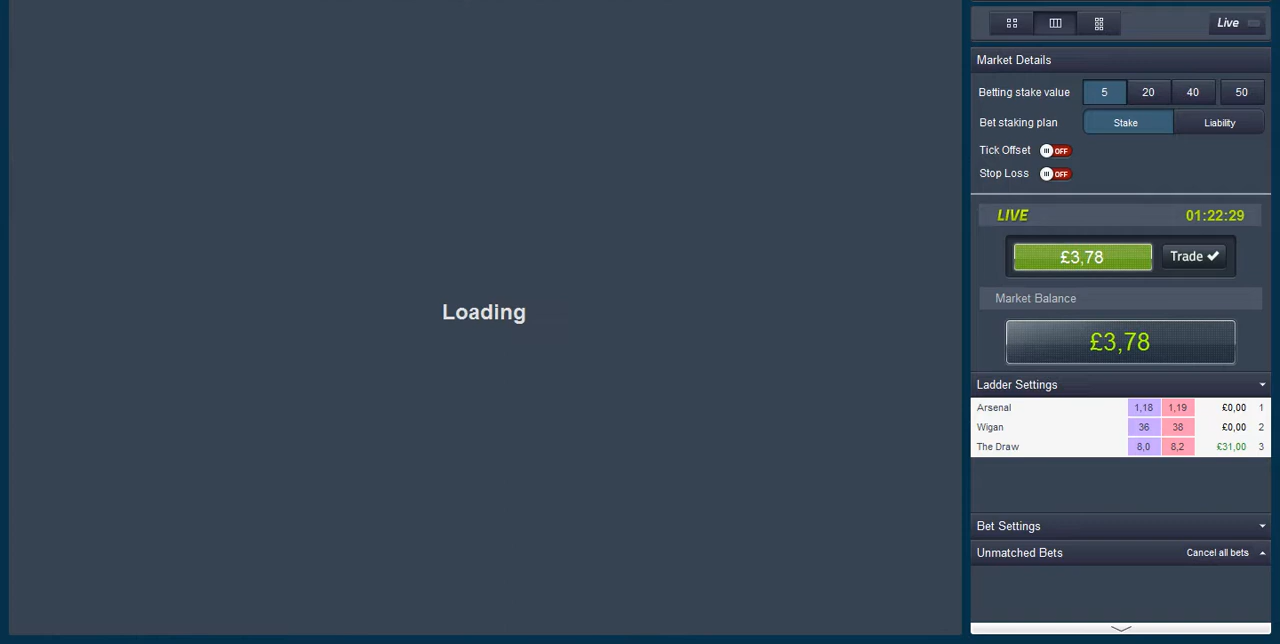 Live
Market Details
Betting stake value 5 20 40 50
Bet staking plan Stake Liability
Tick Offset OFF
Stop Loss OFF
LIVE 01:22:29
£3,78 Trade
Market Balance
£3,78
Loading
Ladder Settings
Arsenal 1,18 1,19 £0,00 1
Wigan 36 38 £0,00 2
The Draw 8,0 8,2 £31,00 3
Bet Settings
Unmatched Bets Cancel all bets